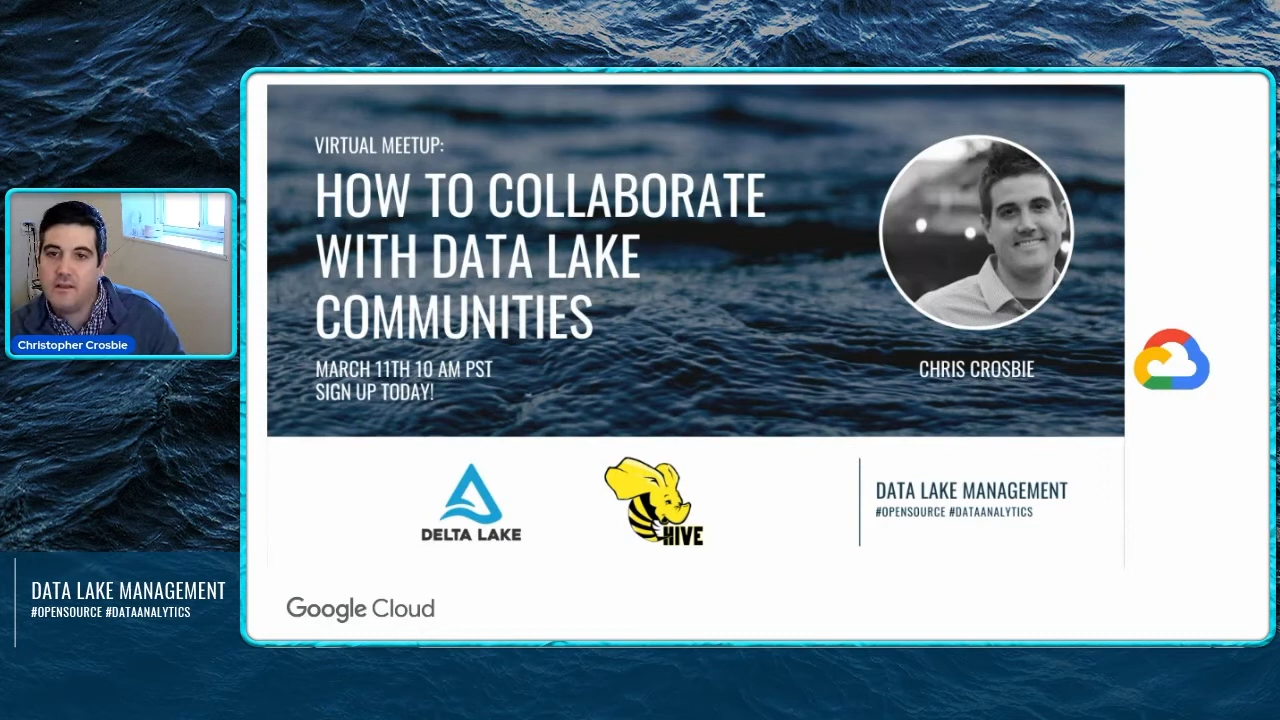 VIRTUAL MEETUP:
HOW TO COLLABORATE
WITH DATA LAKE
COMMUNITIES
MARCH 11TH 10 AM PST
SIGN UP TODAY!
CHRIS CROSBIE
Christopher Crosbie
DELTA LAKE
HIVE
DATA LAKE MANAGEMENT
#OPENSOURCE #DATAANALYTICS
Google Cloud
DATA LAKE MANAGEMENT
#OPENSOURCE #DATAANALYTICS